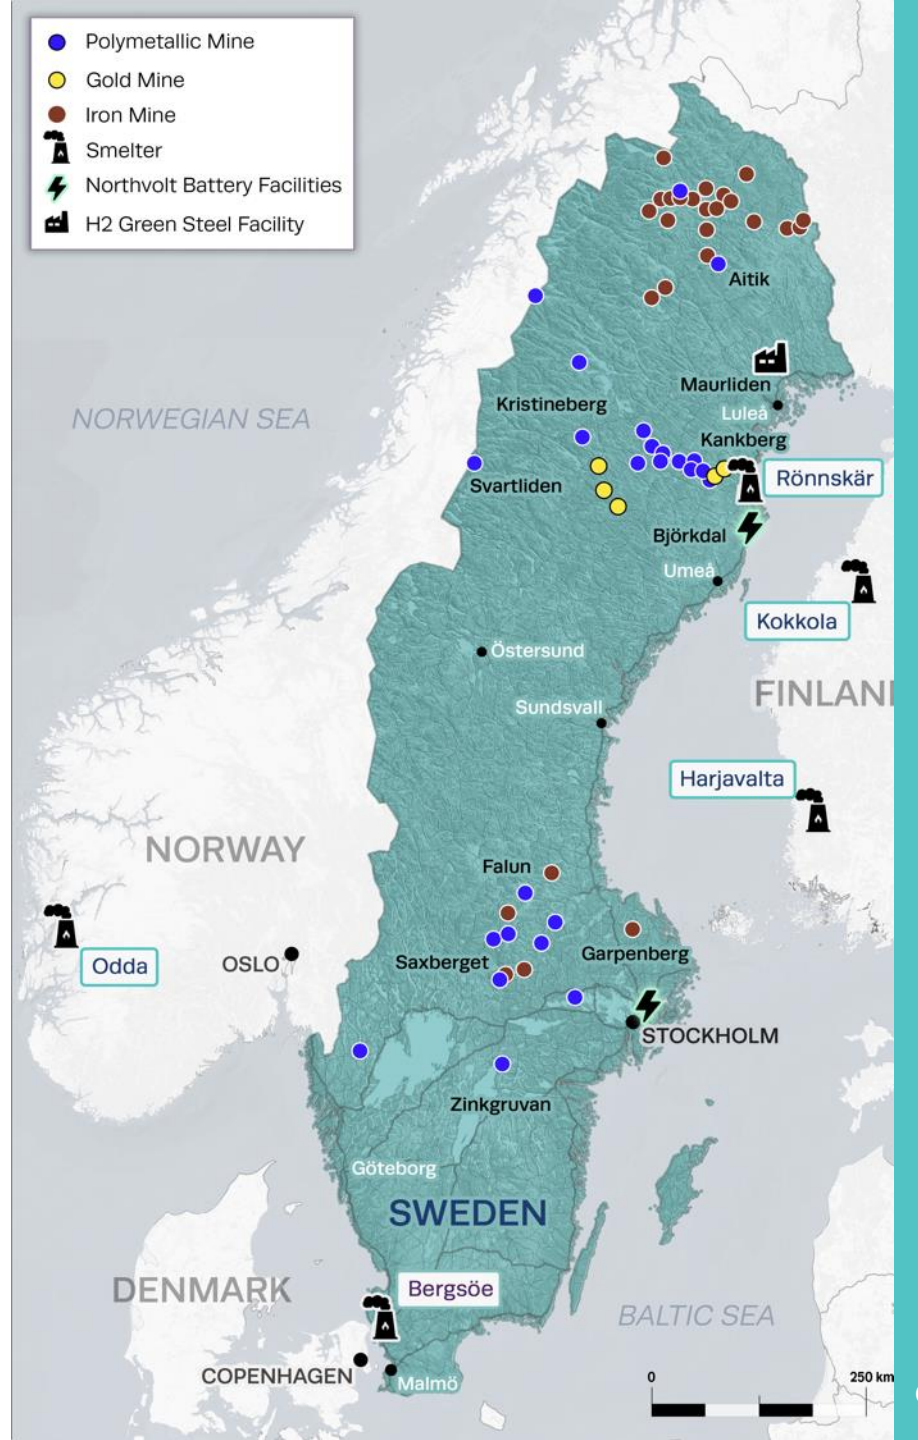 Polymetallic Mine
Gold Mine
Iron Mine
Smelter
Northvolt Battery Facilities
H2 Green Steel Facility
Aitik
Maurliden
Kristineberg
Luleå
NORWEGIAN SEA
Kankberg
Rönnskär
Svartliden
Björkdal
Umeå
Kokkola
Östersund
FINLAN
Sundsvall
Harjavalta
NORWAY
Falun
Garpenberg
Saxberget
OSLO
Odda
STOCKHOLM
Zinkgruvan
Göteborg
SWEDEN
DENMARK
Bergsöe
BALTIC SEA
COPENHAGEN
Malmö
0 250 km